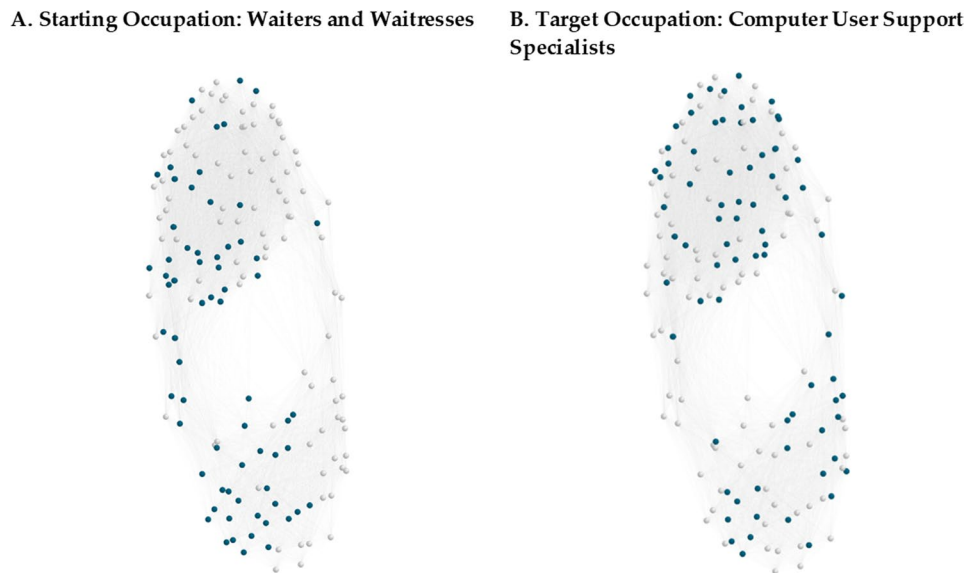 A. Starting Occupation: Waiters and Waitresses
B. Target Occupation: Computer User Support
Specialists